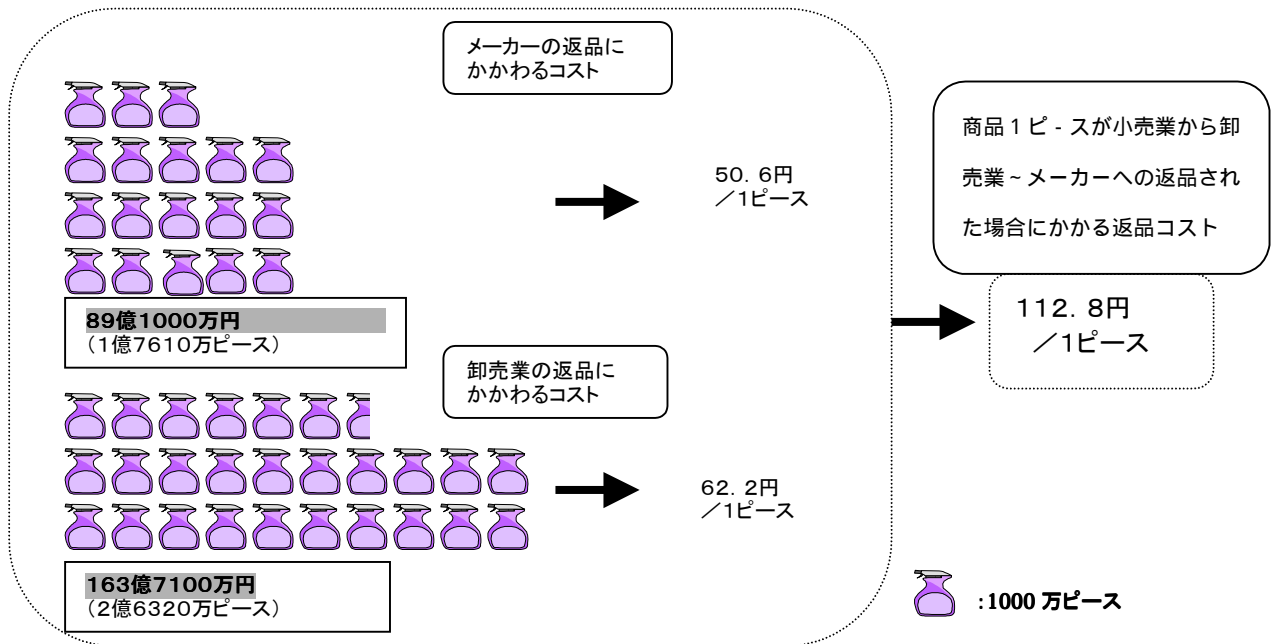 メーカーの返品に
かかわるコスト
50.6円
／1ピース
89億1000万円
（1億7610万ピース）
卸売業の返品に
かかわるコスト
62.2円
／1ピース
163億7100万円
（2億6320万ピース）
商品１ピ-スが小売業から卸
売業~メーカーへの返品され
た場合にかかる返品コスト
112.8円
／1ピース
:1000 万ピース